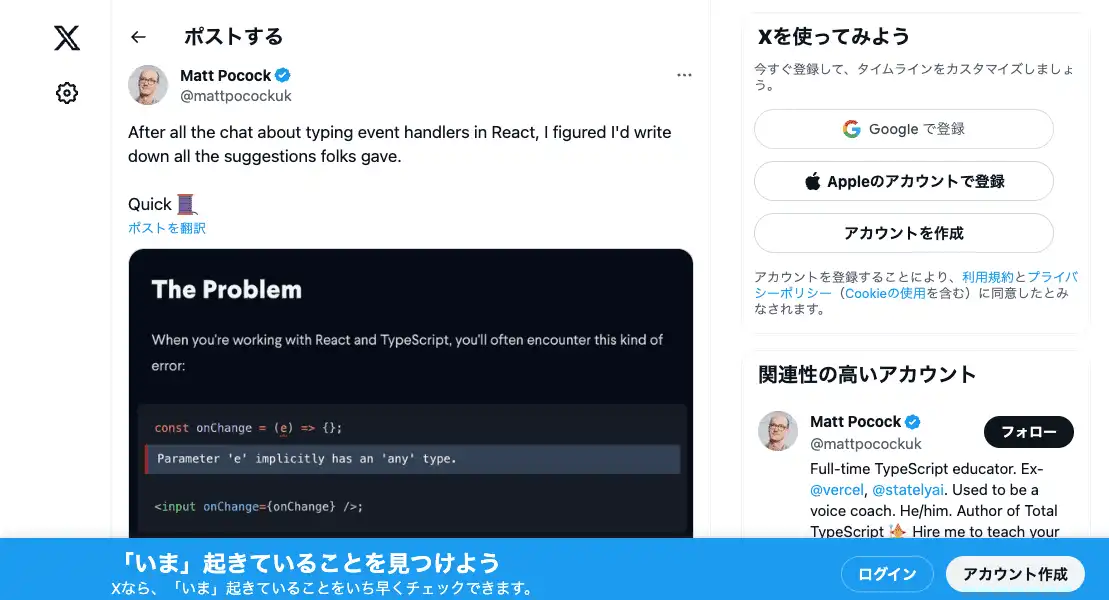 ポストする
Matt Pocock
@mattpocockuk
After all the chat about typing event handlers in React, I figured I'd write
down all the suggestions folks gave.
Quick 🧵
ポストを翻訳
The Problem
When you're working with React and TypeScript, you'll often encounter this kind of
error:
const onChange = (e) => {};
Parameter 'e' implicitly has an 'any' type.
<input onChange={onChange} />;
Xを使ってみよう
今すぐ登録して、タイムラインをカスタマイズしましょ
う。
Google で登録
Appleのアカウントで登録
アカウントを作成
アカウントを登録することにより、利用規約とプライバ
シーポリシー（Cookieの使用を含む）に同意したとみ
なされます。
関連性の高いアカウント
Matt Pocock
@mattpocockuk
フォロー
Full-time TypeScript educator. Ex-
@vercel, @statelyai. Used to be a
voice coach. He/him. Author of Total
TypeScript 🧚 Hire me to teach your
「いま」起きていることを見つけよう
Xなら、「いま」起きていることをいち早くチェックできます。
ログイン
アカウント作成